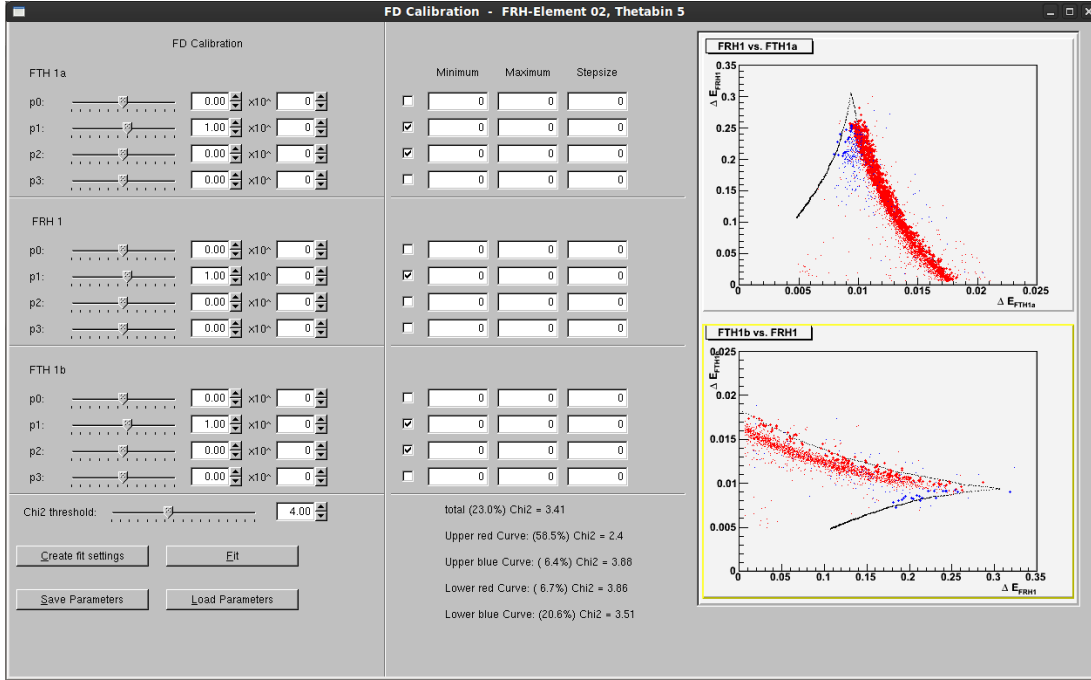 FD Calibration - FRH-Element 02, Thetabin 5
FD Calibration
FTH 1a
p0: 0.00 x10^ 0
p1: 1.00 x10^ 0
p2: 0.00 x10^ 0
p3: 0.00 x10^ 0
FRH 1
p0: 0.00 x10^ 0
p1: 1.00 x10^ 0
p2: 0.00 x10^ 0
p3: 0.00 x10^ 0
FTH 1b
p0: 0.00 x10^ 0
p1: 1.00 x10^ 0
p2: 0.00 x10^ 0
p3: 0.00 x10^ 0
Chi2 threshold: 4.00
Create fit settings Fit
Save Parameters Load Parameters
Minimum Maximum Stepsize
0 0 0
0 0 0
0 0 0
0 0 0
0 0 0
0 0 0
0 0 0
0 0 0
0 0 0
0 0 0
0 0 0
0 0 0
total (23.0%) Chi2 = 3.41
Upper red Curve: (58.5%) Chi2 = 2.4
Upper blue Curve: ( 6.4%) Chi2 = 3.88
Lower red Curve: ( 6.7%) Chi2 = 3.86
Lower blue Curve: (20.6%) Chi2 = 3.51
FRH1 vs. FTH1a
Δ E_FRH1
0.35
0.3
0.25
0.2
0.15
0.1
0.05
0
0 0.005 0.01 0.015 0.02 0.025
Δ E_FTH1a
FTH1b vs. FRH1
Δ E_FTH1b
0.025
0.02
0.015
0.01
0.005
0
0 0.05 0.1 0.15 0.2 0.25 0.3 0.35
Δ E_FRH1